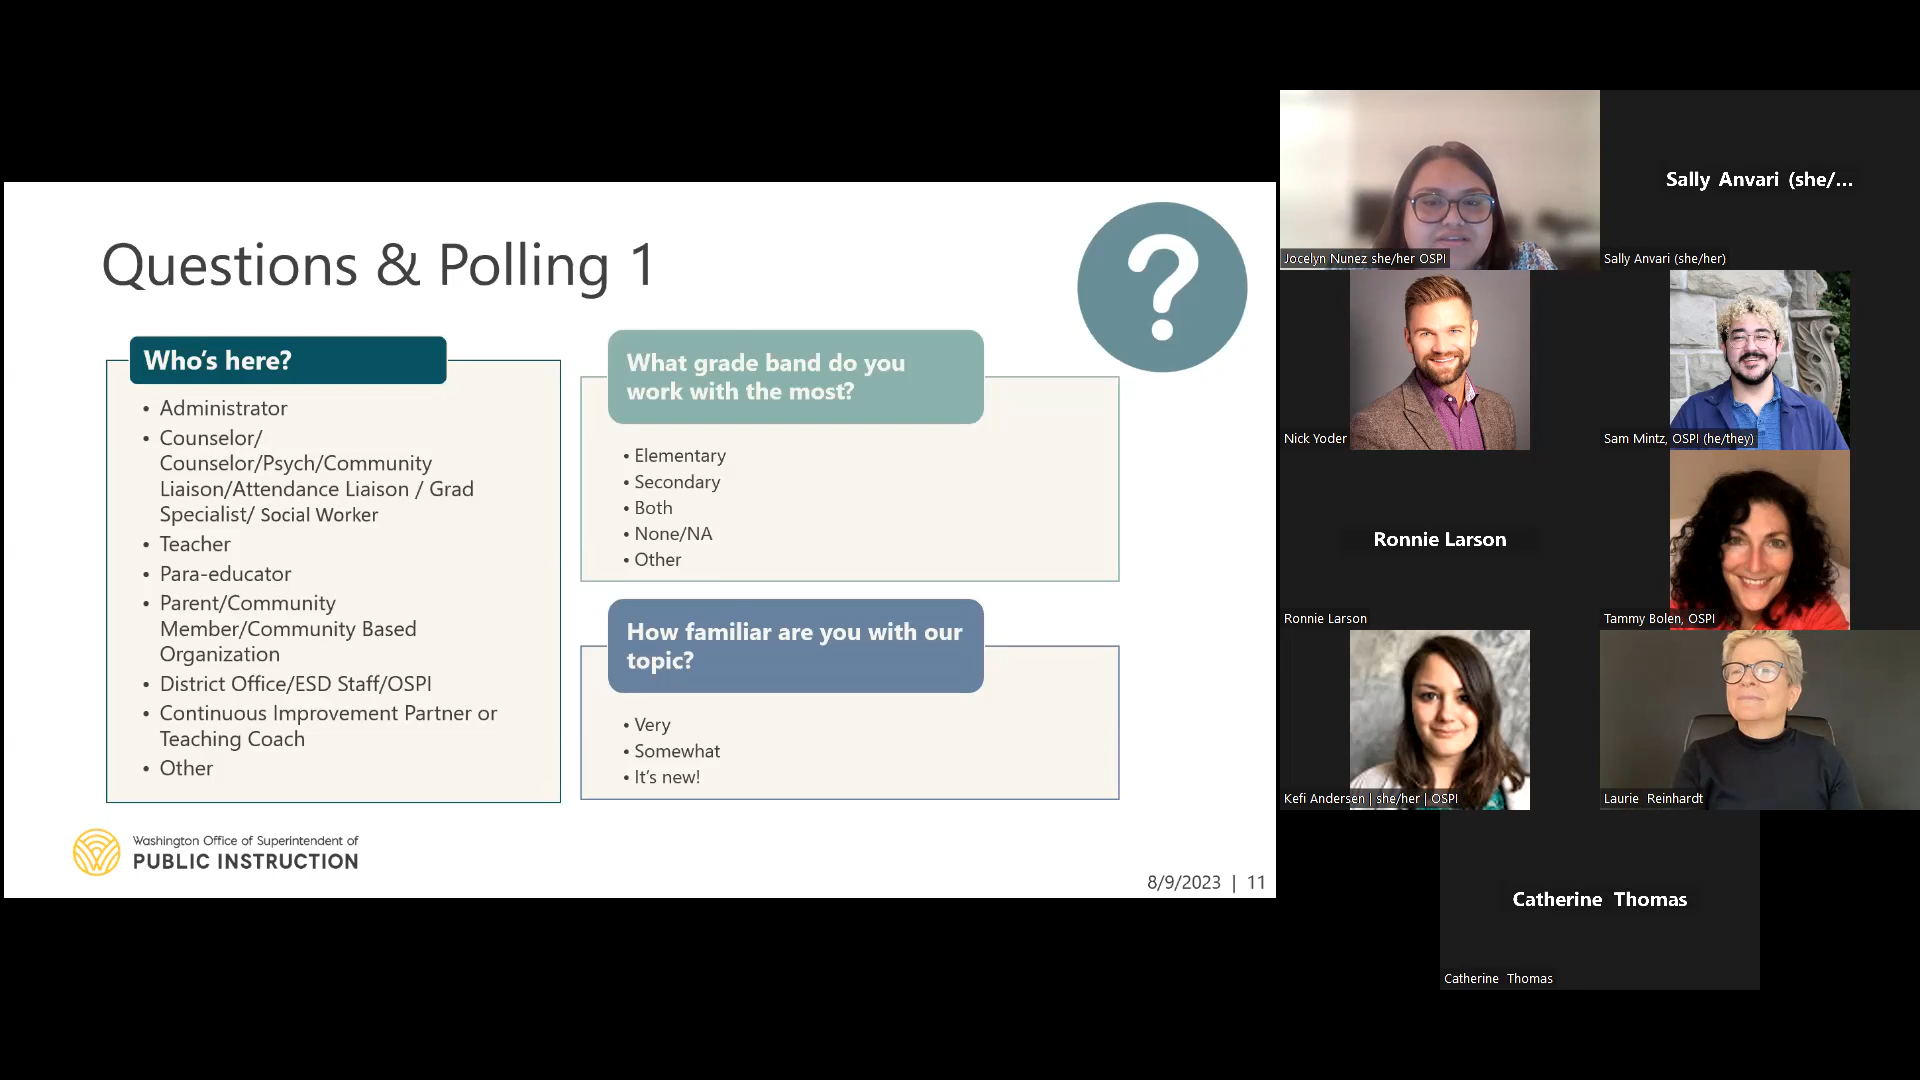 Questions & Polling 1
Who's here?
• Administrator
• Counselor/
Counselor/Psych/Community
Liaison/Attendance Liaison / Grad
Specialist/ Social Worker
• Teacher
• Para-educator
• Parent/Community
Member/Community Based
Organization
• District Office/ESD Staff/OSPI
• Continuous Improvement Partner or
Teaching Coach
• Other
What grade band do you
work with the most?
• Elementary
• Secondary
• Both
• None/NA
• Other
How familiar are you with our
topic?
• Very
• Somewhat
• It's new!
Washington Office of Superintendent of
PUBLIC INSTRUCTION
8/9/2023 | 11
Jocelyn Nunez she/her OSPI
Sally Anvari (she/...
Sally Anvari (she/her)
Nick Yoder
Sam Mintz, OSPI (he/they)
Ronnie Larson
Ronnie Larson
Tammy Bolen, OSPI
Kefi Andersen | she/her | OSPI
Laurie Reinhardt
Catherine Thomas
Catherine Thomas